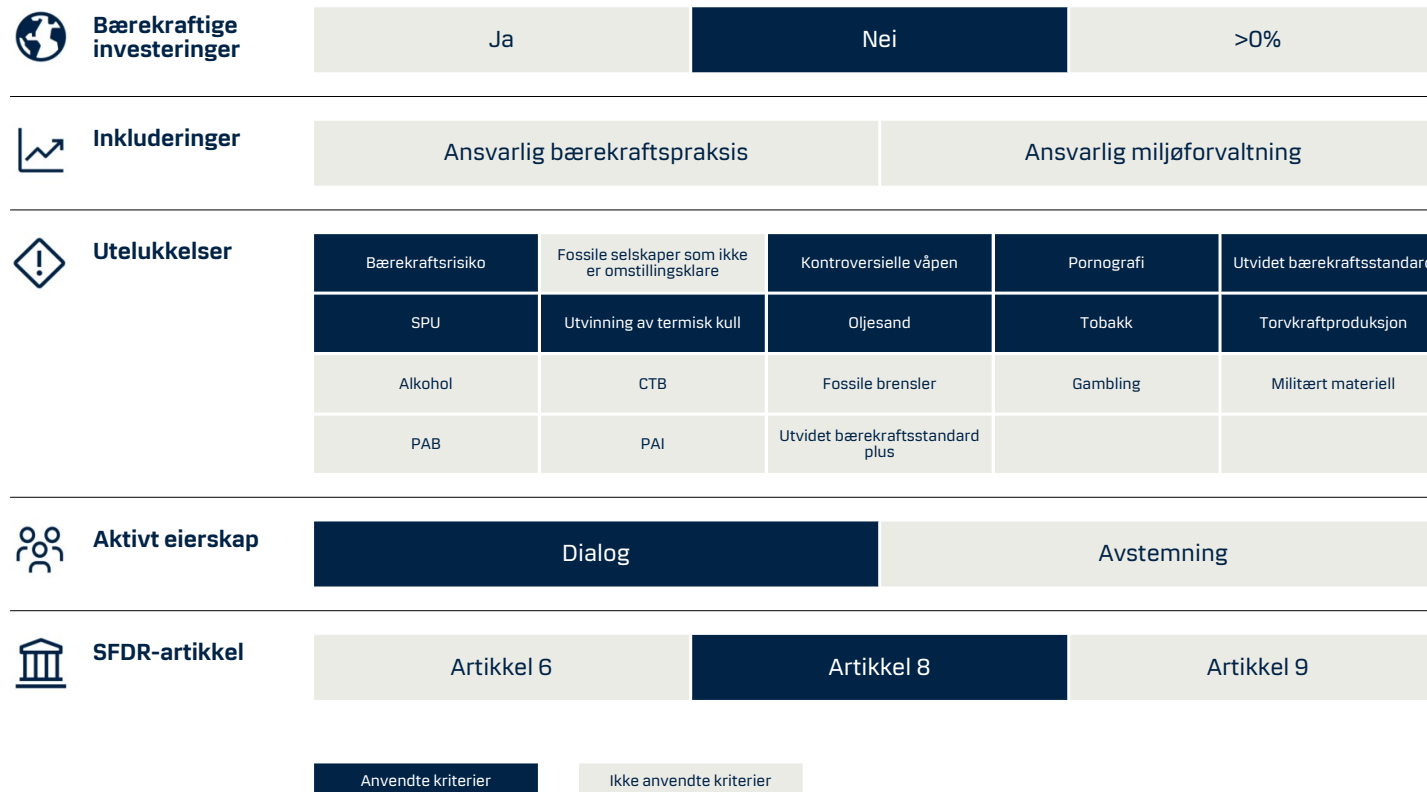 Bærekraftige
investeringer
Ja
Nei
>0%
Inkluderinger
Ansvarlig bærekraftspraksis
Ansvarlig miljøforvaltning
Utelukkelser
Bærekraftsrisiko
Fossile selskaper som ikke
er omstillingsklare
Kontroversielle våpen
Pornografi
Utvidet bærekraftsstandard
SPU
Utvinning av termisk kull
Oljesand
Tobakk
Torvkraftproduksjon
Alkohol
CTB
Fossile brensler
Gambling
Militært materiell
PAB
PAI
Utvidet bærekraftsstandard
plus
Aktivt eierskap
Dialog
Avstemning
SFDR-artikkel
Artikkel 6
Artikkel 8
Artikkel 9
Anvendte kriterier
Ikke anvendte kriterier